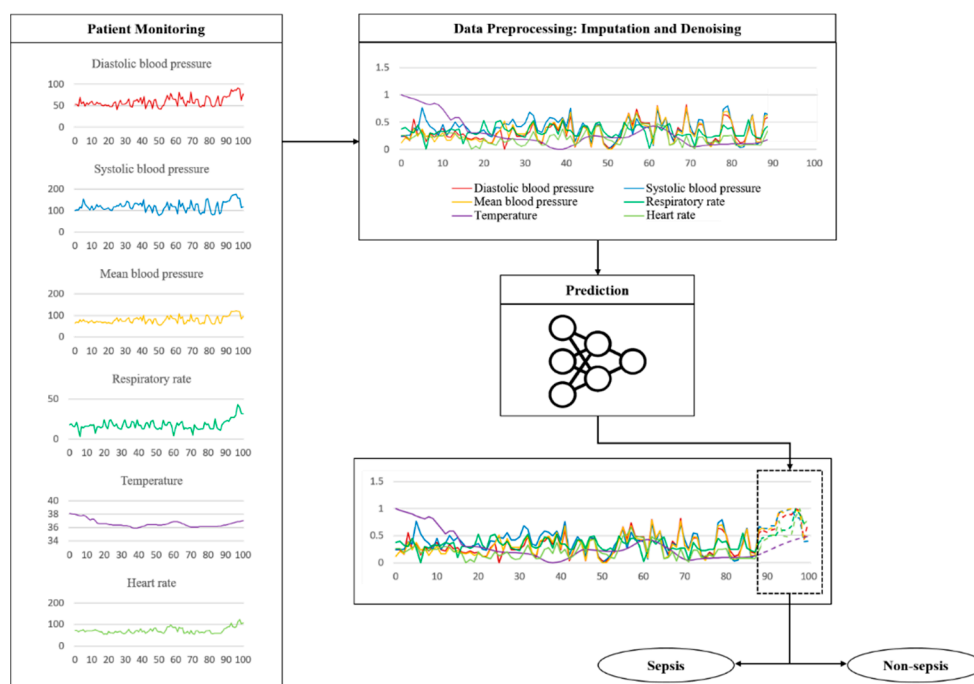 Patient Monitoring
Diastolic blood pressure
100
50
0
0 10 20 30 40 50 60 70 80 90 100
Systolic blood pressure
200
100
0
0 10 20 30 40 50 60 70 80 90 100
Mean blood pressure
200
100
0
0 10 20 30 40 50 60 70 80 90 100
Respiratory rate
50
0
0 10 20 30 40 50 60 70 80 90 100
Temperature
40
38
36
34
0 10 20 30 40 50 60 70 80 90 100
Heart rate
200
100
0
0 10 20 30 40 50 60 70 80 90 100
Data Preprocessing: Imputation and Denoising
1.5
1
0.5
0
0 10 20 30 40 50 60 70 80 90 100
Diastolic blood pressure Systolic blood pressure
Mean blood pressure Respiratory rate
Temperature Heart rate
Prediction
1.5
1
0.5
0
0 10 20 30 40 50 60 70 80 90 100
Sepsis Non-sepsis